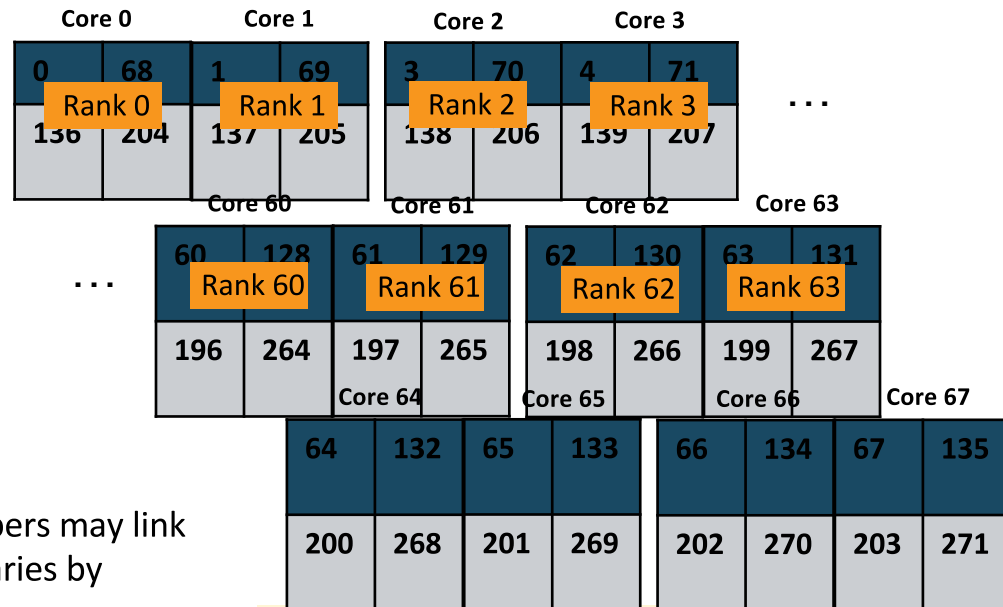 Core 0 Core 1 Core 2 Core 3
0 68 1 69 3 70 4 71
Rank 0 Rank 1 Rank 2 Rank 3 ...
136 204 137 205 138 206 139 207
Core 60 Core 61 Core 62 Core 63
60 128 61 129 62 130 63 131
... Rank 60 Rank 61 Rank 62 Rank 63
196 264 197 265 198 266 199 267
Core 64 Core 65 Core 66 Core 67
64 132 65 133 66 134 67 135
200 268 201 269 202 270 203 271
may link
by